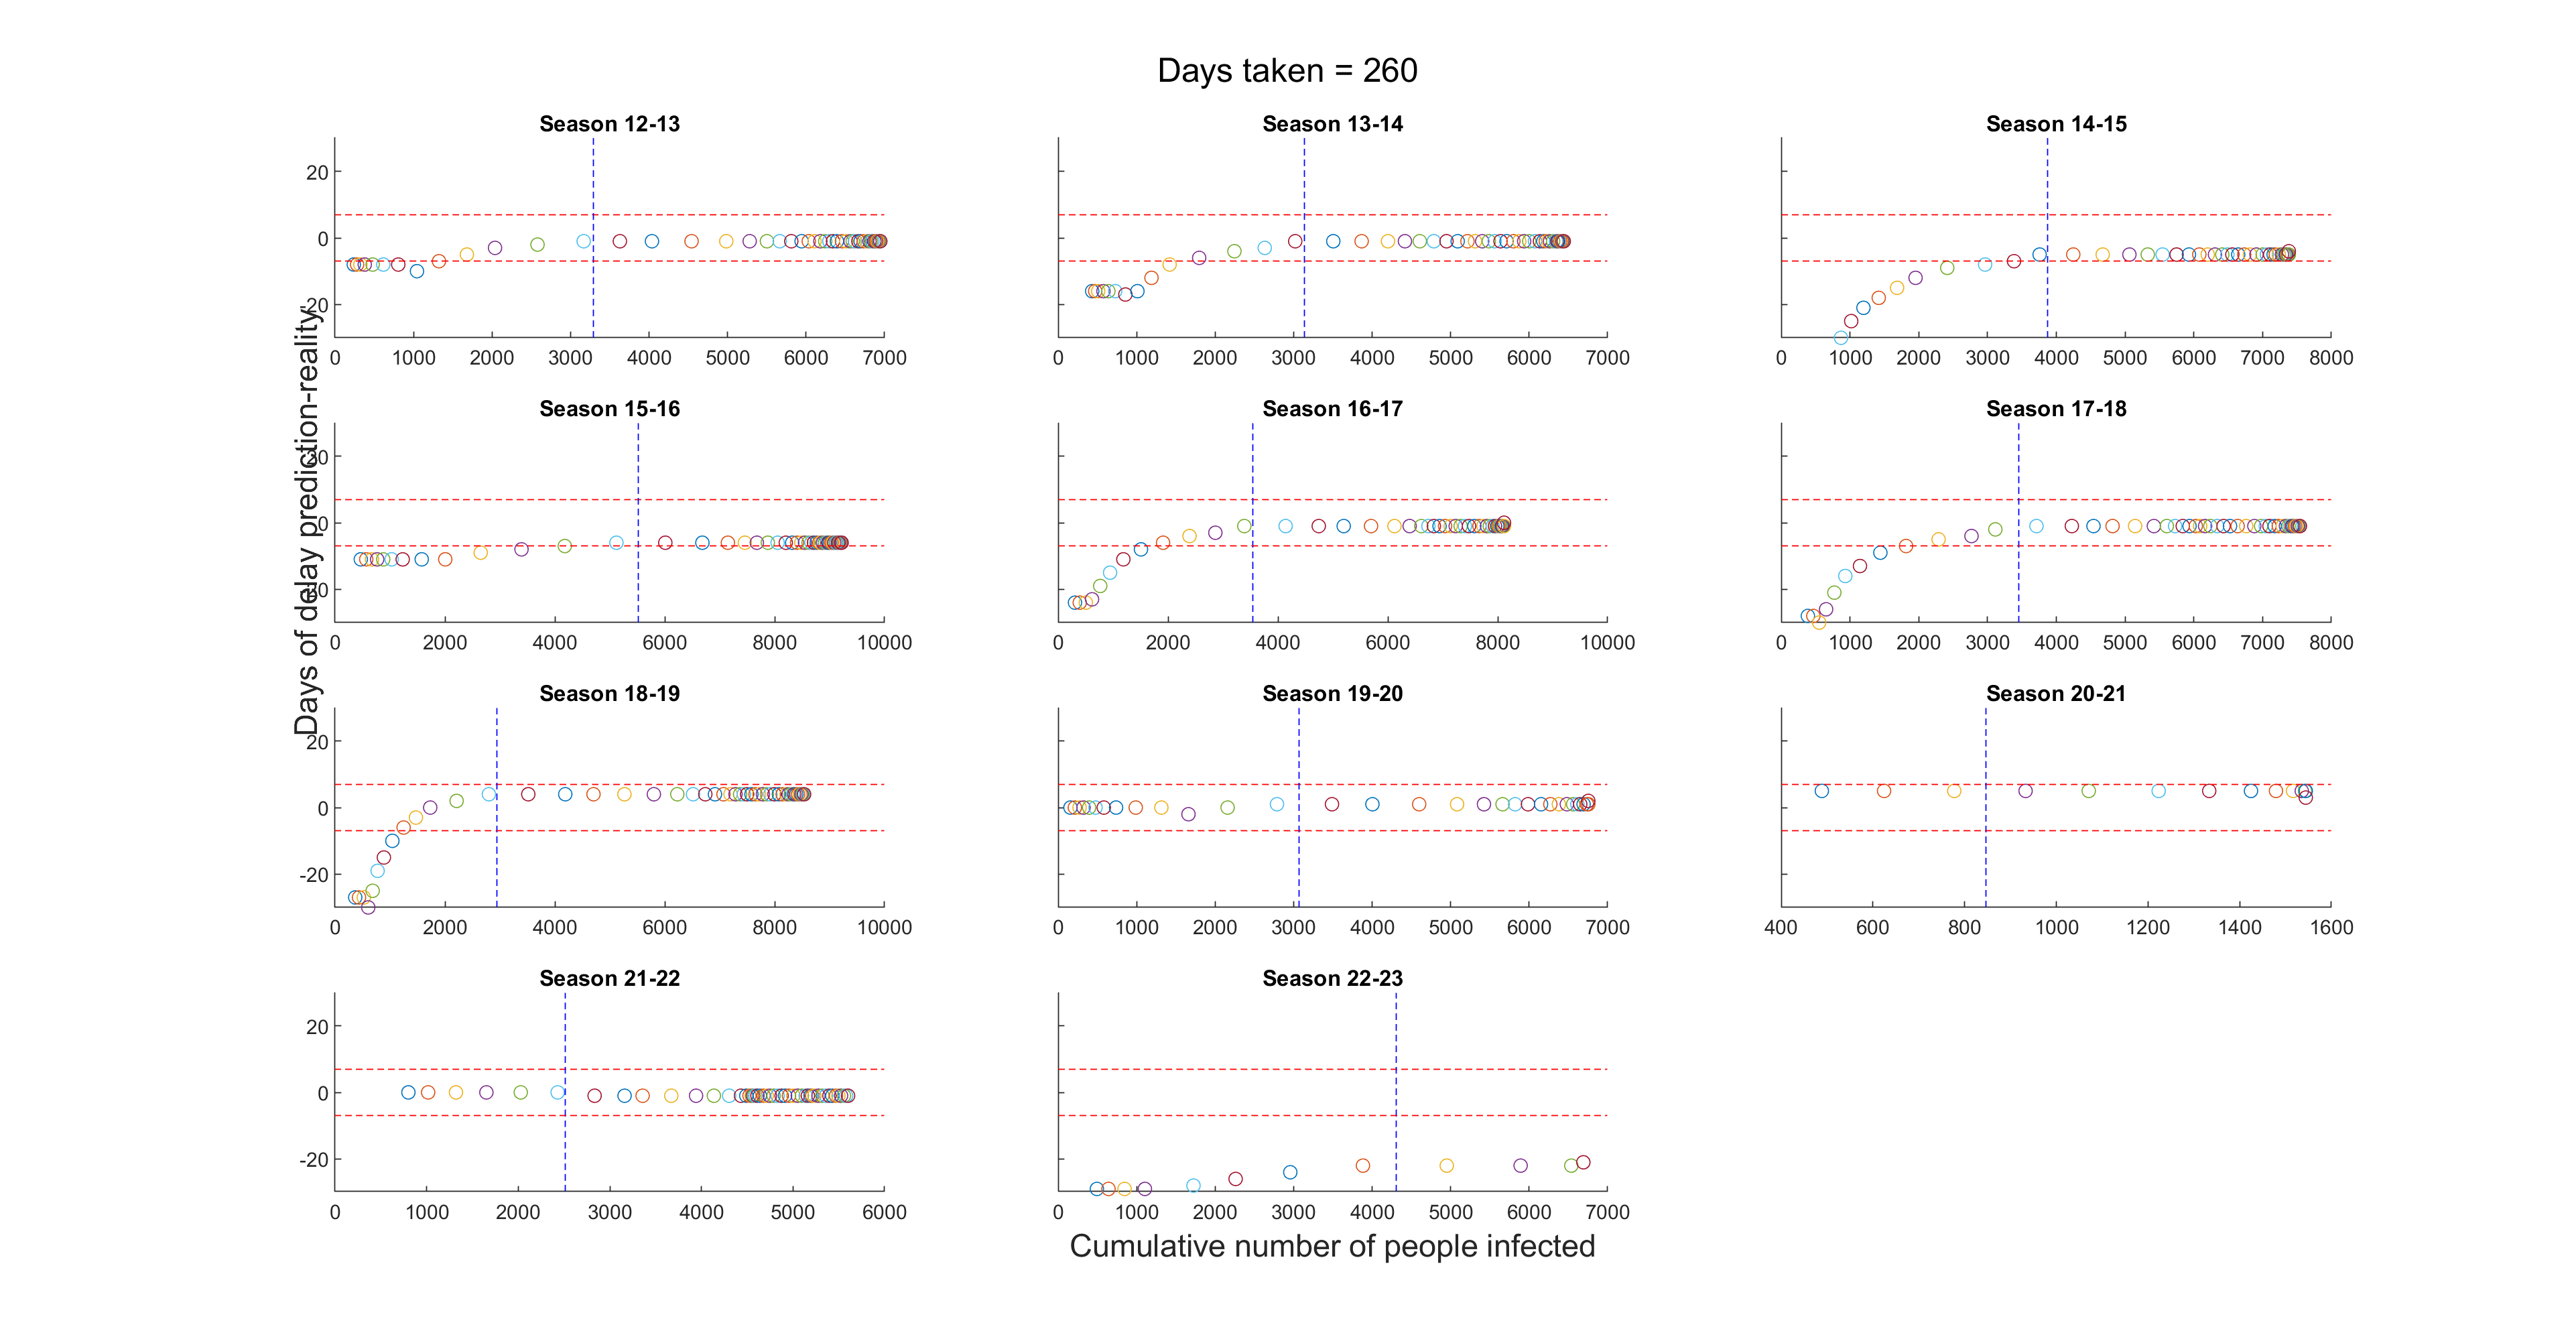 Days taken = 260
Season 12-13
Season 13-14
Season 14-15
20
0
-20
0 1000 2000 3000 4000 5000 6000 7000
0 1000 2000 3000 4000 5000 6000 7000
0 1000 2000 3000 4000 5000 6000 7000 8000
Days of delay prediction-reality
Season 15-16
Season 16-17
Season 17-18
20
0
-20
0 2000 4000 6000 8000 10000
0 2000 4000 6000 8000 10000
0 1000 2000 3000 4000 5000 6000 7000 8000
Season 18-19
Season 19-20
Season 20-21
20
0
-20
0 2000 4000 6000 8000 10000
0 1000 2000 3000 4000 5000 6000 7000
400 600 800 1000 1200 1400 1600
Season 21-22
Season 22-23
20
0
-20
0 1000 2000 3000 4000 5000 6000
0 1000 2000 3000 4000 5000 6000 7000
Cumulative number of people infected